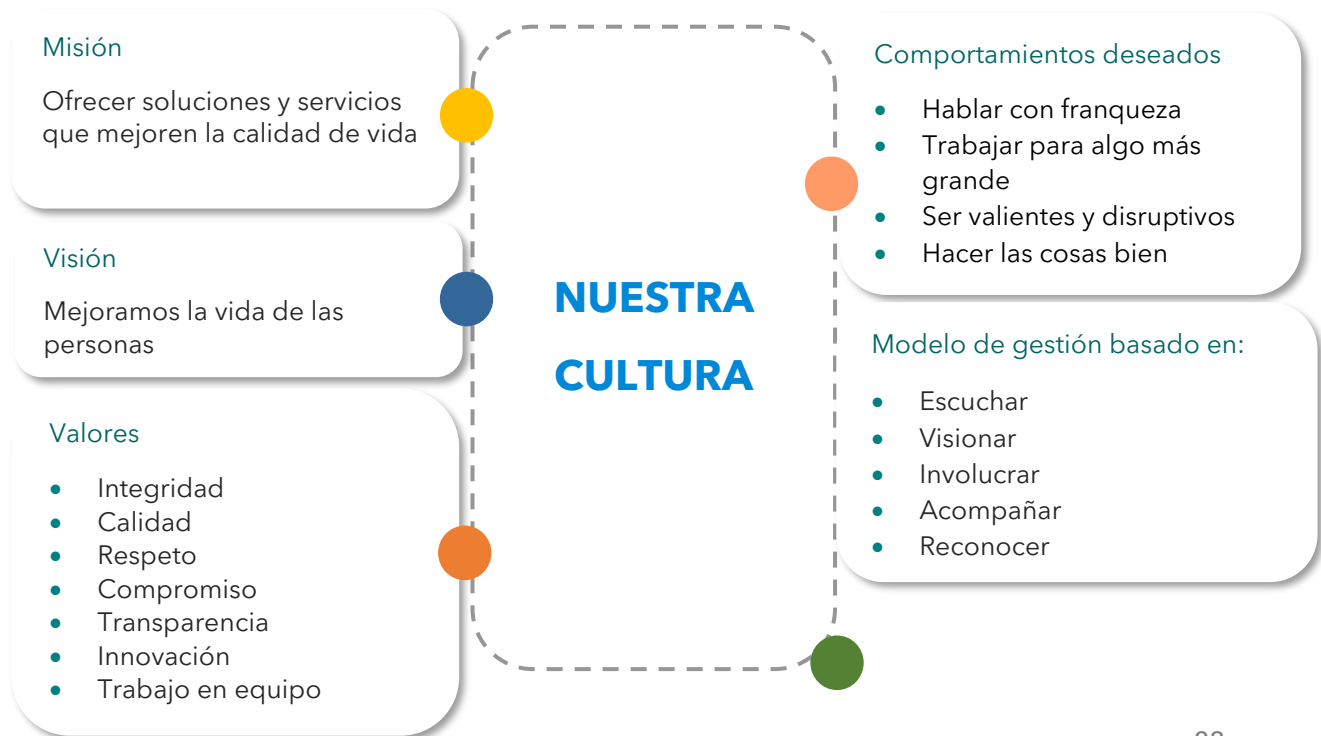 Misión
Ofrecer soluciones y servicios
que mejoren la calidad de vida
Visión
Mejoramos la vida de las
personas
Valores
• Integridad
• Calidad
• Respeto
• Compromiso
• Transparencia
• Innovación
• Trabajo en equipo
NUESTRA
CULTURA
Comportamientos deseados
• Hablar con franqueza
• Trabajar para algo más
grande
• Ser valientes y disruptivos
• Hacer las cosas bien
Modelo de gestión basado en:
• Escuchar
• Visionar
• Involucrar
• Acompañar
• Reconocer